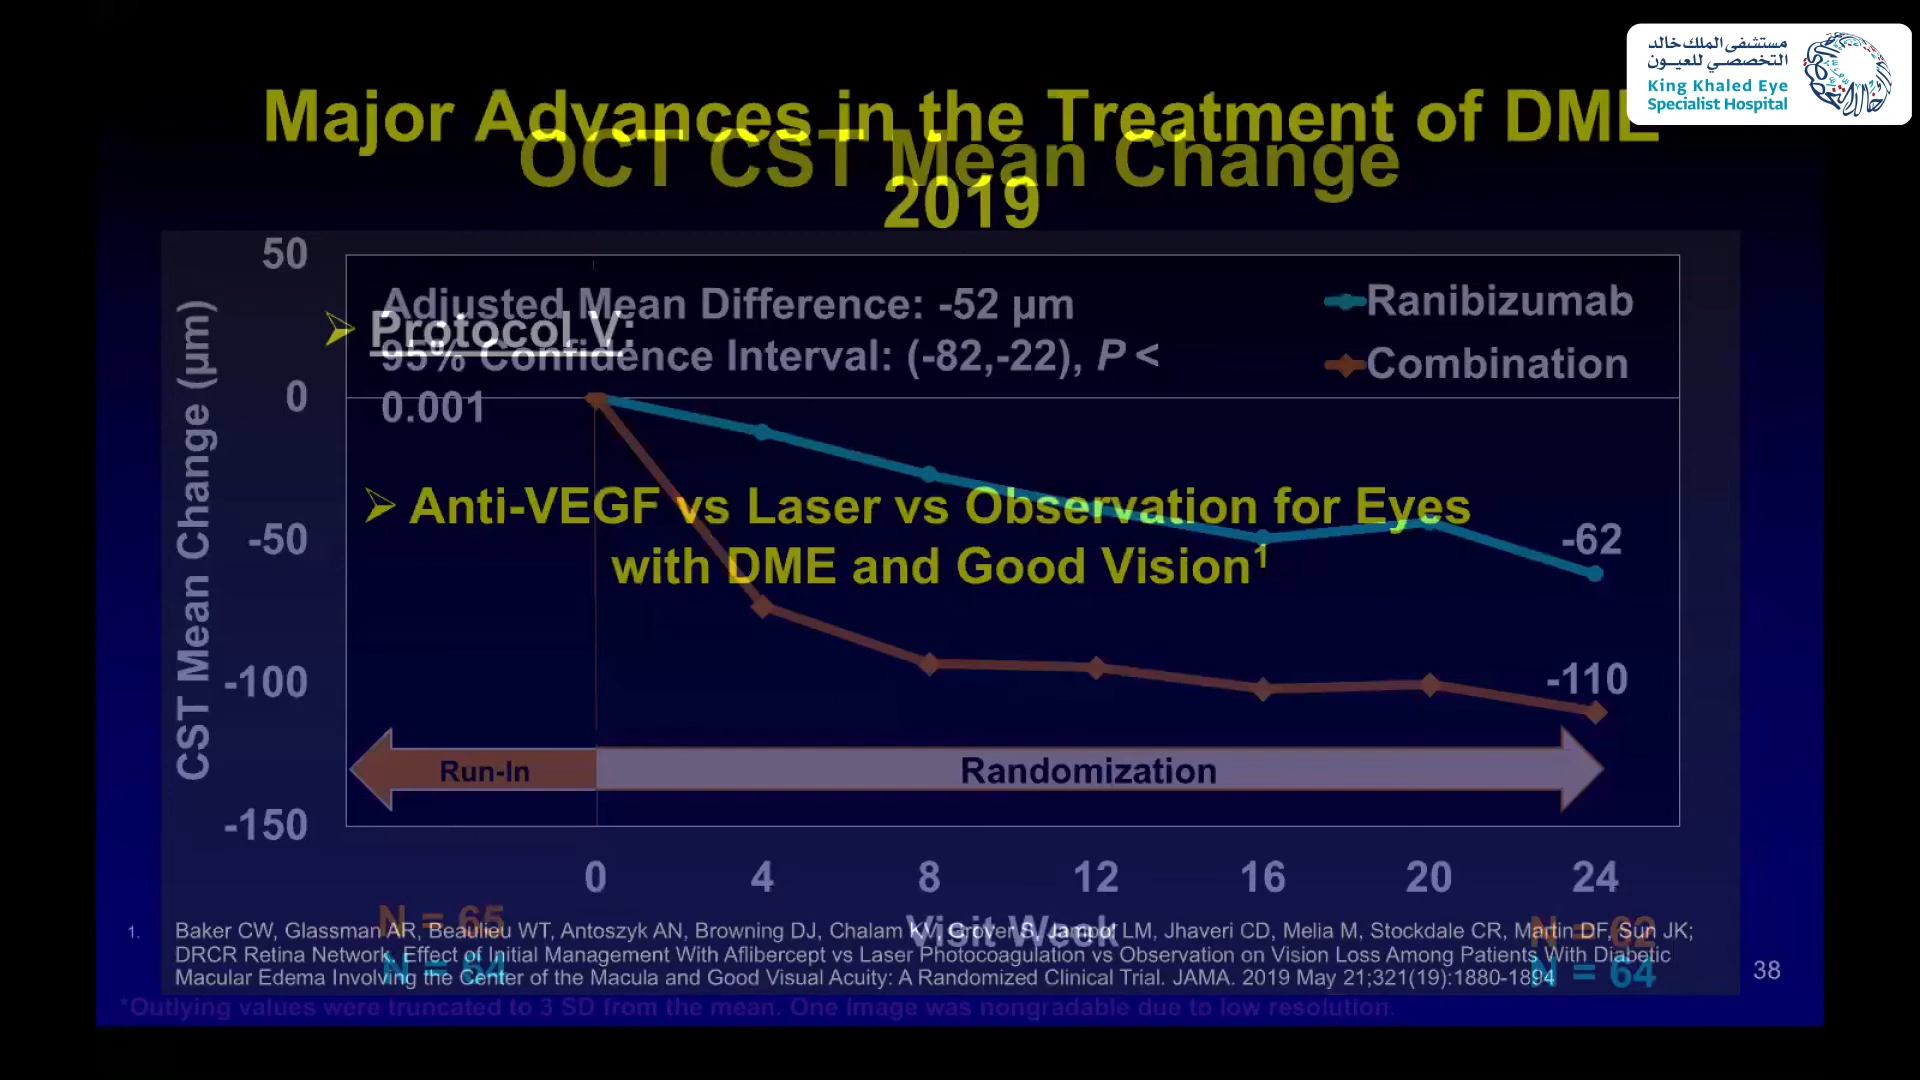 مستشفى الملك خالد
التخصصي للعيون
King Khaled Eye
Specialist Hospital
Major Advances in the Treatment of DME
2019
OCT CST Mean Change
Adjusted Mean Difference: -52 µm
95% Confidence Interval: (-82,-22), P <
0.001
Ranibizumab
Combination
Protocol V:
Anti-VEGF vs Laser vs Observation for Eyes
with DME and Good Vision1
CST Mean Change (µm)
50
0
-50
-100
-150
-62
-110
Run-In
Randomization
0 4 8 12 16 20 24
Visit Week
N = 65
N = 64
N = 62
N = 64
1. Baker CW, Glassman AR, Beaulieu WT, Antoszyk AN, Browning DJ, Chalam KV, Grover S, Jampol LM, Jhaveri CD, Melia M, Stockdale CR, Martin DF, Sun JK;
DRCR Retina Network. Effect of Initial Management With Aflibercept vs Laser Photocoagulation vs Observation on Vision Loss Among Patients With Diabetic
Macular Edema Involving the Center of the Macula and Good Visual Acuity: A Randomized Clinical Trial. JAMA. 2019 May 21;321(19):1880-1894
38
*Outlying values were truncated to 3 SD from the mean. One image was nongradable due to low resolution.